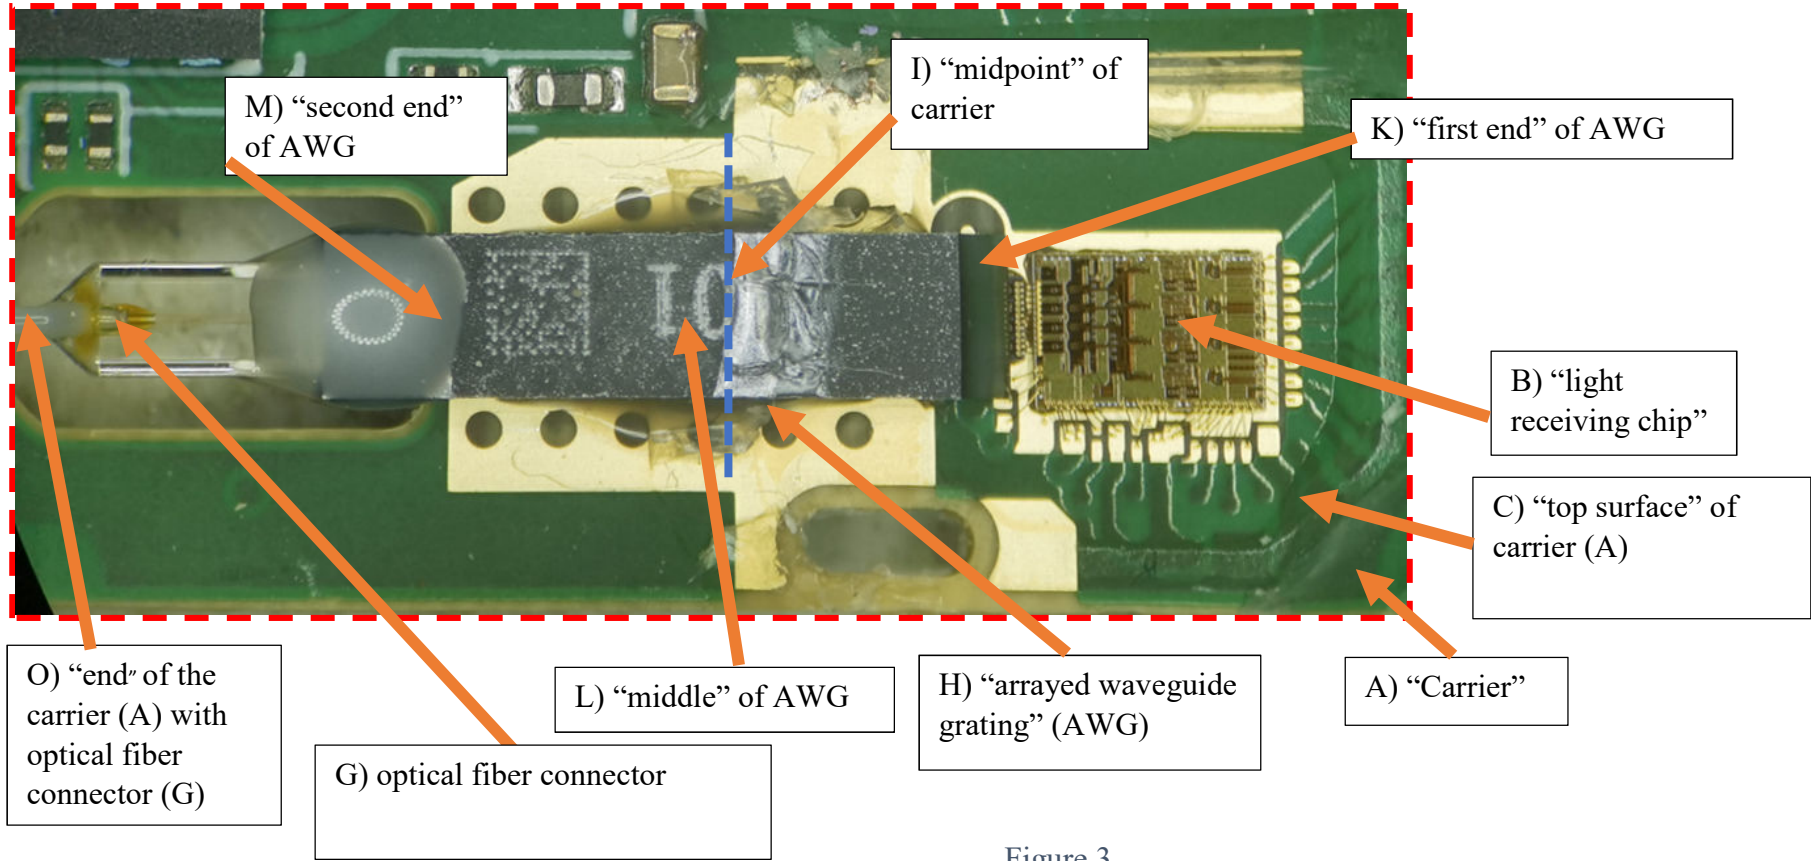 I) “midpoint” of
carrier
M) “second end”
of AWG
K) “first end” of AWG
10
B) “light
receiving chip”
C) “top surface” of
carrier (A)
O) “end” of the
carrier (A) with
optical fiber
connector (G)
L) “middle” of AWG
H) “arrayed waveguide
grating” (AWG)
A) “Carrier”
G) optical fiber connector
Figure 3